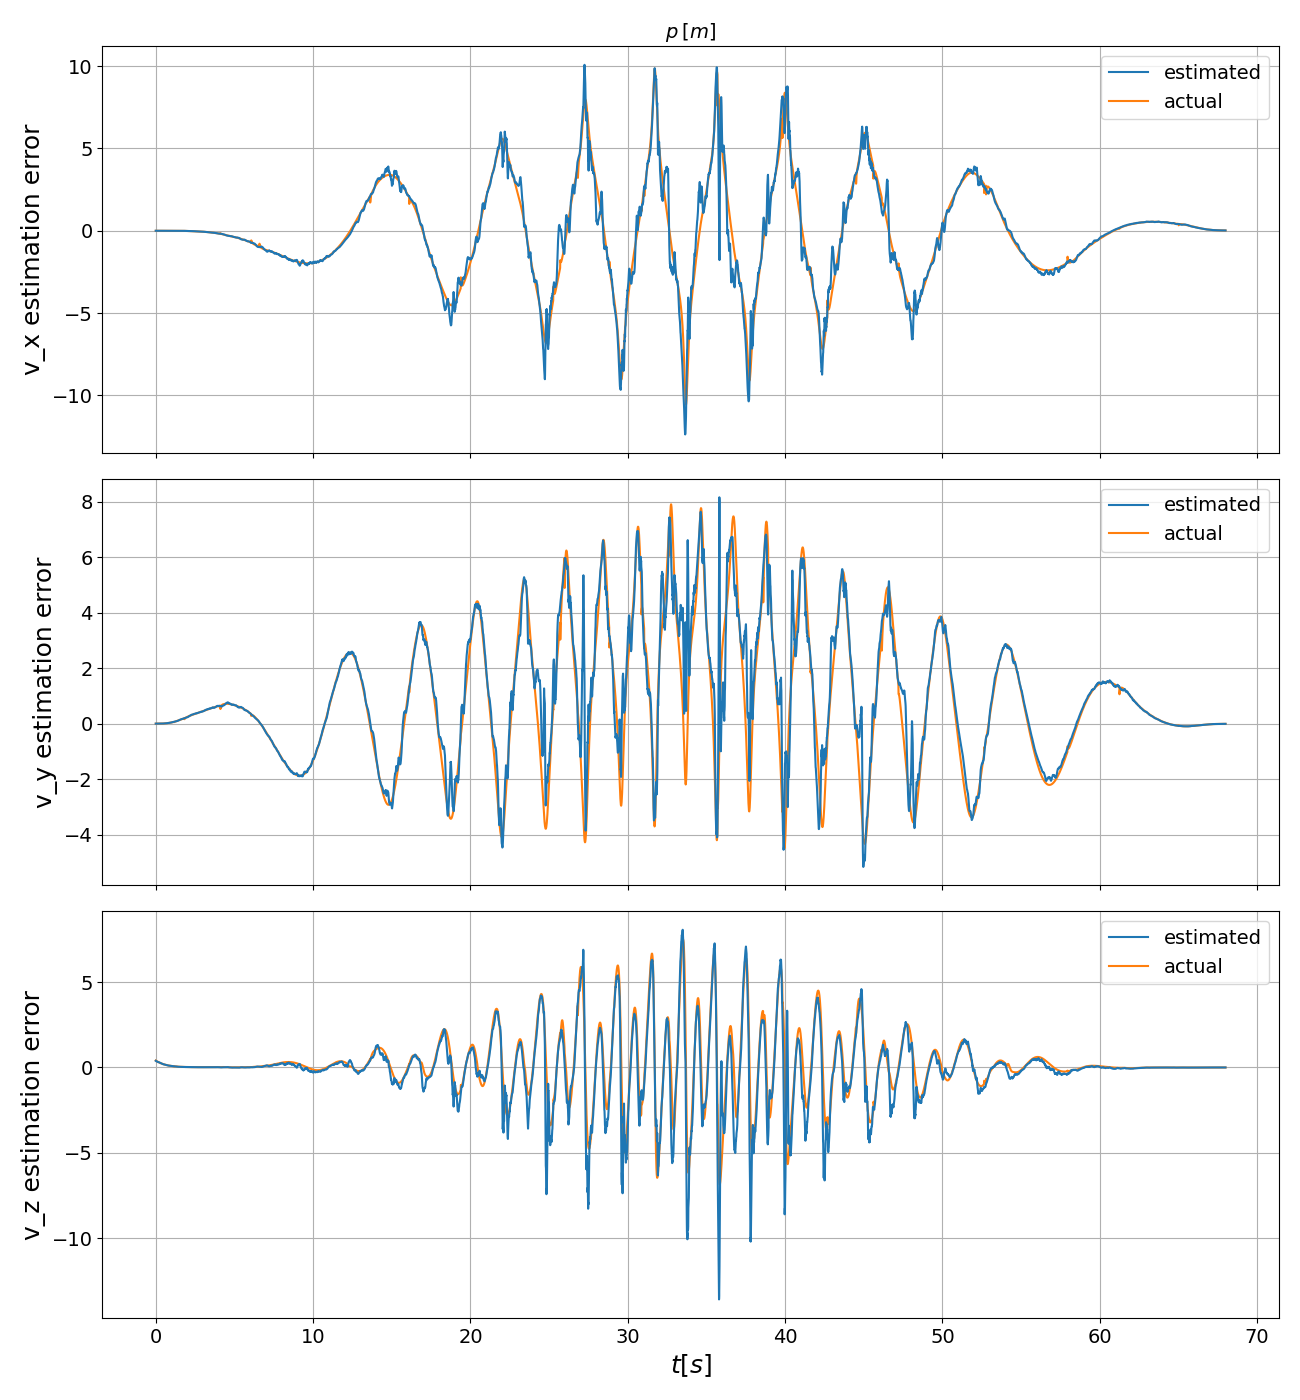 p [m]
v_x estimation error
10
5
0
−5
−10
estimated
actual
v_y estimation error
8
6
4
2
0
−2
−4
estimated
actual
v_z estimation error
5
0
−5
−10
estimated
actual
0 10 20 30 40 50 60 70
t[s]